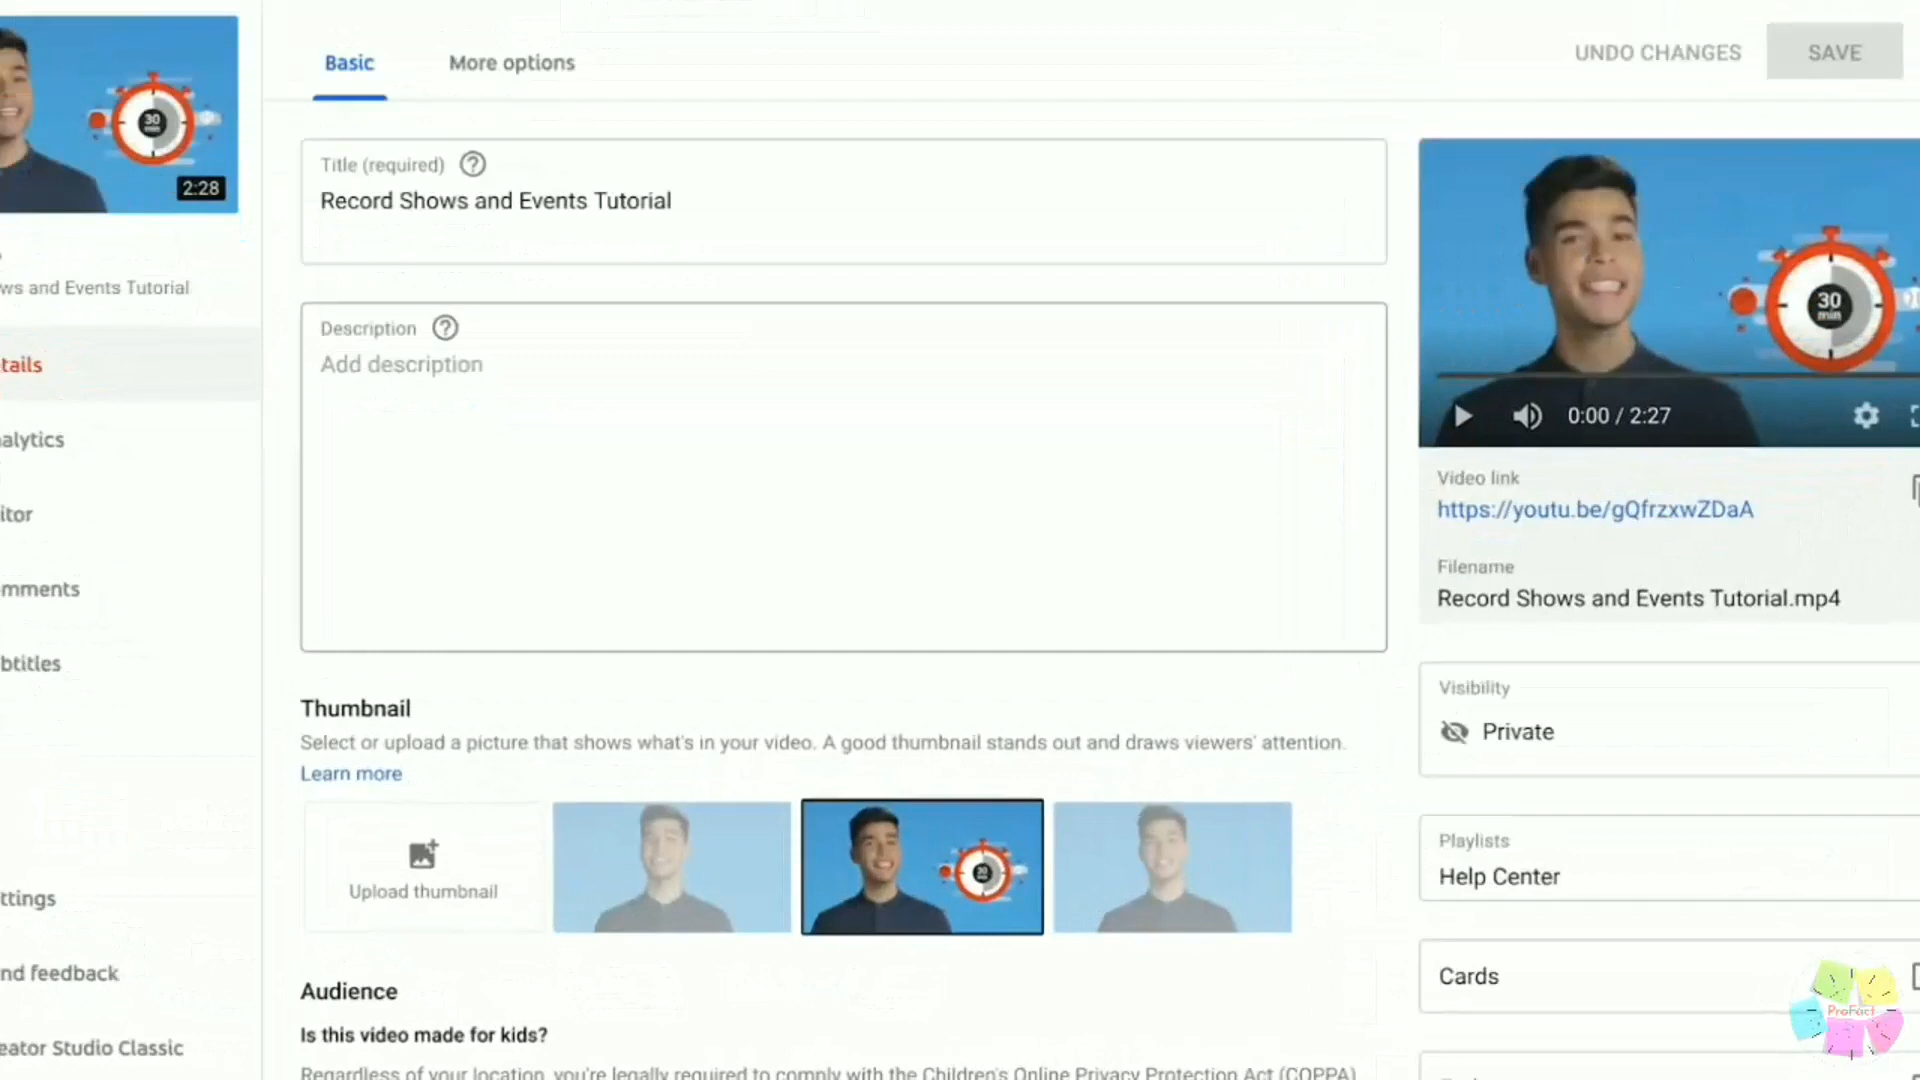 Basic
More options
UNDO CHANGES
SAVE
30
min
2:28
ws and Events Tutorial
tails
alytics
itor
mments
btitles
ttings
nd feedback
eator Studio Classic
Title (required)
Record Shows and Events Tutorial
Description
Add description
Thumbnail
Select or upload a picture that shows what's in your video. A good thumbnail stands out and draws viewers' attention.
Learn more
Upload thumbnail
30
Audience
Is this video made for kids?
Regardless of your location, you're legally required to comply with the Children's Online Privacy Protection Act (COPPA)
30
min
0:00 / 2:27
Video link
https://youtu.be/gQfrzxwZDaA
Filename
Record Shows and Events Tutorial.mp4
Visibility
Private
Playlists
Help Center
Cards
ProFact